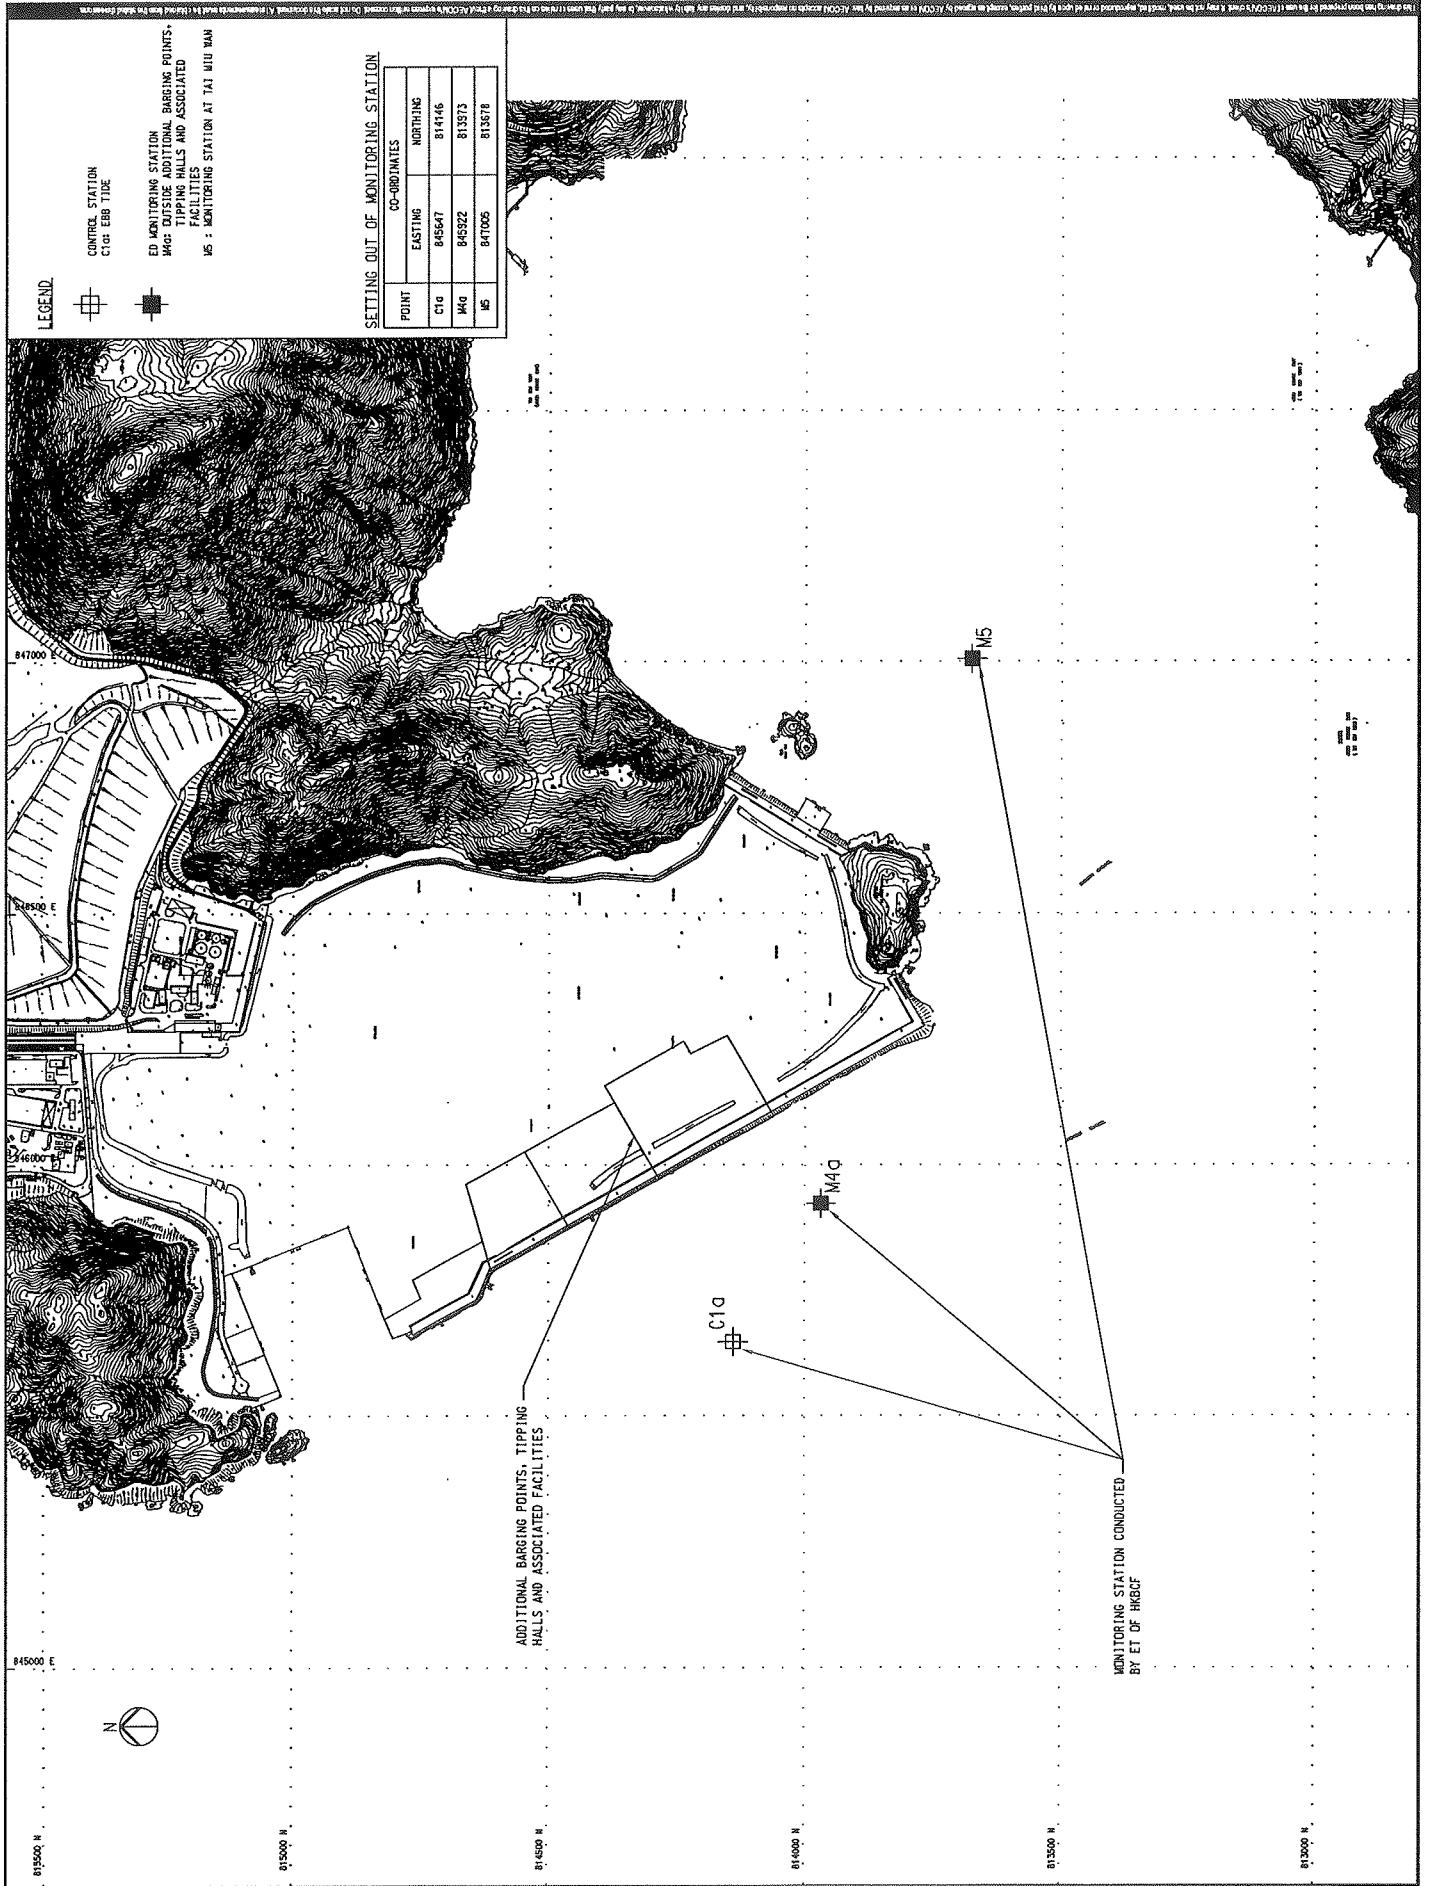 LEGEND
CONTROL STATION
C1a: EBB TIDE
ED MONITORING STATION
M4a: OUTSIDE ADDITIONAL BARGING POINTS,
TIPPING HALLS AND ASSOCIATED
FACILITIES
M5 : MONITORING STATION AT TAI MIU WAN
SETTING OUT OF MONITORING STATION
POINT
CO-ORDINATES
EASTING
NORTHING
C1a 845647 814146
M4a 845922 813973
M5 847005 813678
847000 E
846500 E
846000 E
845000 E
815500 N
815000 N
814500 N
814000 N
813500 N
813000 N
N
M5
M4a
C1a
ADDITIONAL BARGING POINTS, TIPPING
HALLS AND ASSOCIATED FACILITIES
MONITORING STATION CONDUCTED
BY ET OF HKBCF